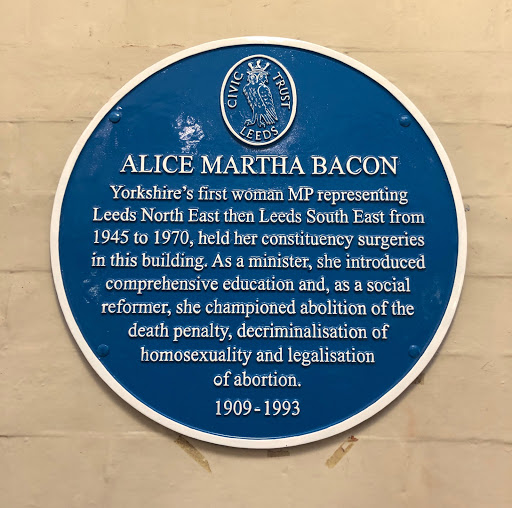 CIVIC TRUST
LEEDS
ALICE MARTHA BACON
Yorkshire's first woman MP representing
Leeds North East then Leeds South East from
1945 to 1970, held her constituency surgeries
in this building. As a minister, she introduced
comprehensive education and, as a social
reformer, she championed abolition of the
death penalty, decriminalisation of
homosexuality and legalisation
of abortion.
1909-1993